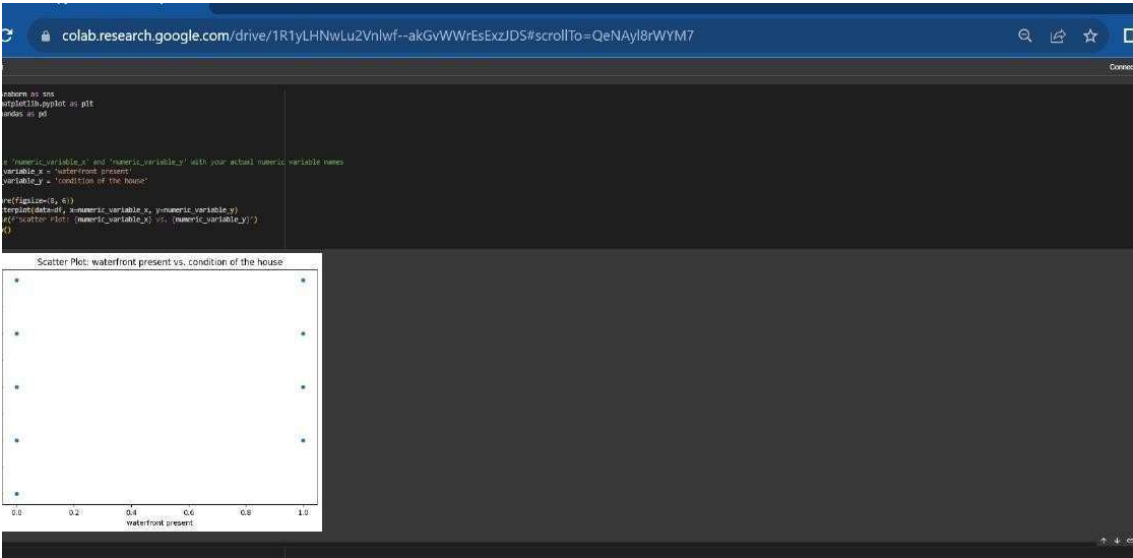 colab.research.google.com/drive/1R1yLHNwLu2Vnlwf--akGvWWrEsExzJDS#scrollTo=QeNAyl8rWYM7
Connec
seaborn as sns
matplotlib.pyplot as plt
pandas as pd
e 'numeric_variable_x' and 'numeric_variable_y' with your actual numeric variable names
variable_x = 'waterfront present'
variable_y = 'condition of the house'
re(figsize=(8, 6))
terplot(data=df, x=numeric_variable_x, y=numeric_variable_y)
e(f'Scatter Plot: {numeric_variable_x} vs. {numeric_variable_y}')
()
Scatter Plot: waterfront present vs. condition of the house
0.0 0.2 0.4 0.6 0.8 1.0
waterfront present